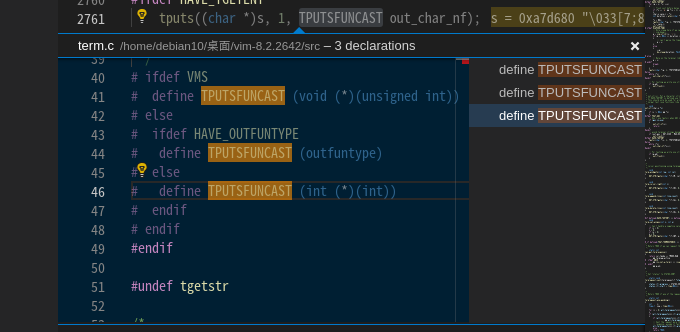 2760 #ifdef HAVE_TGETENT
2761 tputs((char *)s, 1, TPUTSFUNCAST out_char_nf); s = 0xa7d680 "\033[7;8
term.c /home/debian10/桌面/vim-8.2.2642/src – 3 declarations
39
40 # ifdef VMS
41 #  define TPUTSFUNCAST (void (*)(unsigned int))
42 # else
43 #  ifdef HAVE_OUTFUNTYPE
44 #   define TPUTSFUNCAST (outfuntype)
45 #  else
46 #   define TPUTSFUNCAST (int (*)(int))
47 #  endif
48 # endif
49 #endif
50
51 #undef tgetstr
52
53 /*
define TPUTSFUNCAST
define TPUTSFUNCAST
define TPUTSFUNCAST